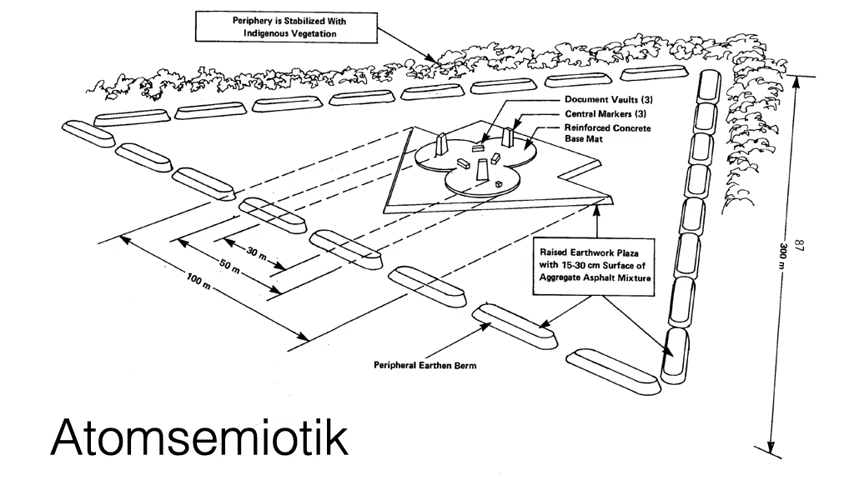 Periphery is Stabilized With
Indigenous Vegetation
Document Vaults (3)
Central Markers (3)
Reinforced Concrete
Base Mat
87
300 m
30 m
50 m
100 m
Raised Earthwork Plaza
with 15-30 cm Surface of
Aggregate Asphalt Mixture
Peripheral Earthen Berm
Atomsemiotik